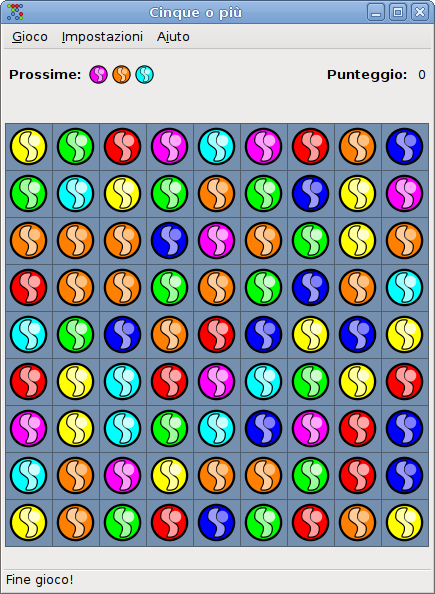 Cinque o più
Gioco Impostazioni Aiuto
Prossime: Punteggio: 0
Fine gioco!